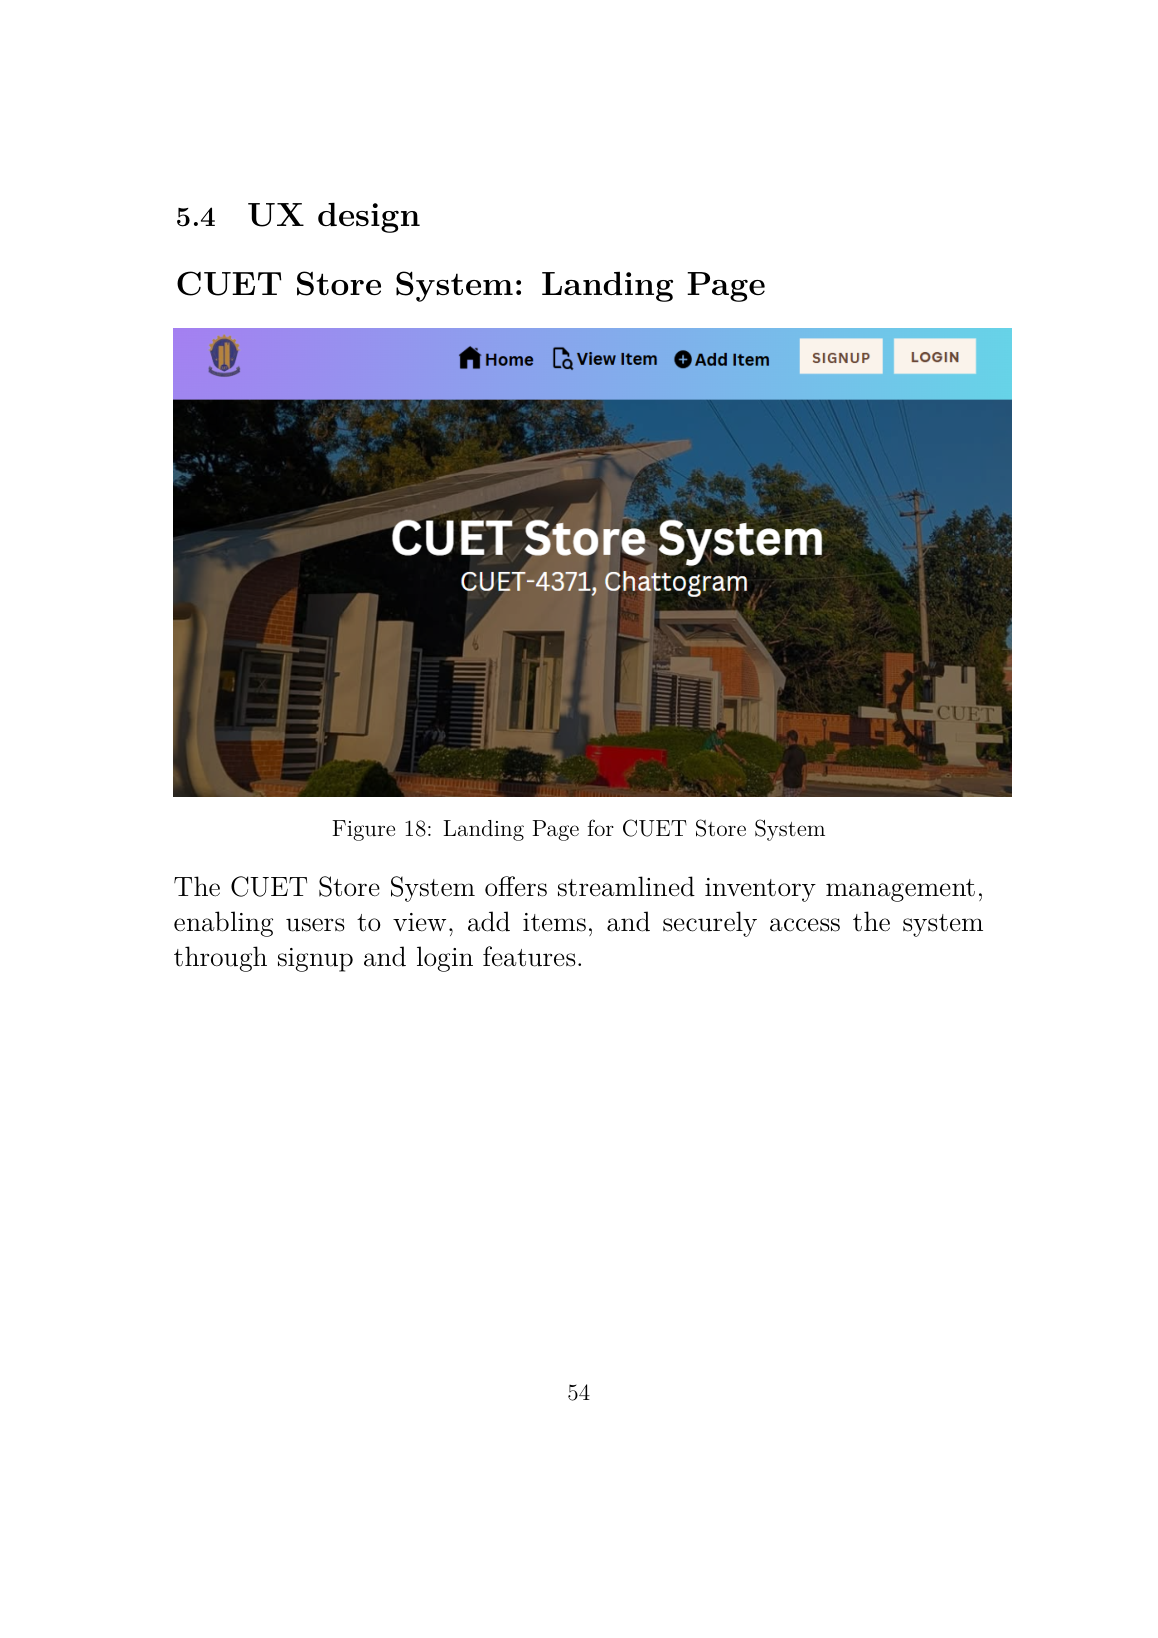 5.4 UX design
CUET Store System: Landing Page
Home View Item Add Item SIGNUP LOGIN
CUET Store System
CUET-4371, Chattogram
CUET
Figure 18: Landing Page for CUET Store System
The CUET Store System offers streamlined inventory management,
enabling users to view, add items, and securely access the system
through signup and login features.
54